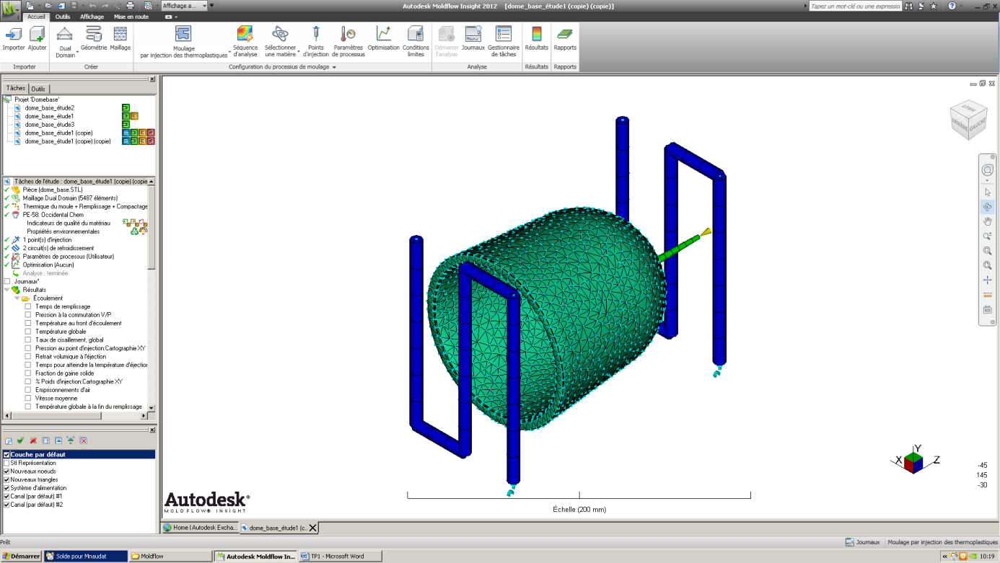 Affichage a...
Autodesk Moldflow Insight 2012 [dome_base_étude1 (copie) (copie)]
Tapez un mot-clé ou une expression
Accueil Outils Affichage Mise en route
Importer Ajouter Dual Domain Géométrie Maillage Moulage par injection des thermoplastiques Séquence d'analyse Sélectionner une matière Points d'injection Paramètres de processus Optimisation Conditions limites Démarrer l'analyse Journaux Gestionnaire de tâches Résultats Rapports
Importer Créer Configuration du processus de moulage Analyse Résultats Rapports
Tâches Outils
Projet 'Domebase'
dome_base_étude2
dome_base_étude1
dome_base_étude3
dome_base_étude1 (copie)
dome_base_étude1 (copie) (copie)
Tâches de l'étude : dome_base_étude1 (copie) (copie
Pièce (dome_base.STL)
Maillage Dual Domain (5487 éléments)
Thermique du moule + Remplissage + Compactage
PE-58: Occidental Chem
Indicateurs de qualité du matériau
Propriétés environnementales
1 point(s) d'injection
2 circuit(s) de refroidissement
Paramètres de processus (Utilisateur)
Optimisation (Aucun)
Analyse : terminée
Journaux*
Résultats
Écoulement
Temps de remplissage
Pression à la commutation V/P
Température au front d'écoulement
Température globale
Taux de cisaillement, global
Pression au point d'injection:Cartographie XY
Retrait volumique à l'éjection
Temps pour atteindre la température d'éjection
Fraction de gaine solide
% Poids d'injection:Cartographie XY
Emprisonnements d'air
Vitesse moyenne
Température globale à la fin du remplissage
Couche par défaut
Stl Représentation
Nouveaux noeuds
Nouveaux triangles
Système d'alimentation
Canal (par défaut) #1
Canal (par défaut) #2
HAUT
ARRIÈRE GAUCHE
Y
X Z
-45
145
-30
Autodesk®
MOLDFLOW® INSIGHT
Échelle (200 mm)
Home | Autodesk Excha... dome_base_étude1 (c...
Prêt
Journaux Moulage par injection des thermoplastiques
Démarrer Solde pour Mnaudat Moldflow Autodesk Moldflow In... TP1 - Microsoft Word 10:19